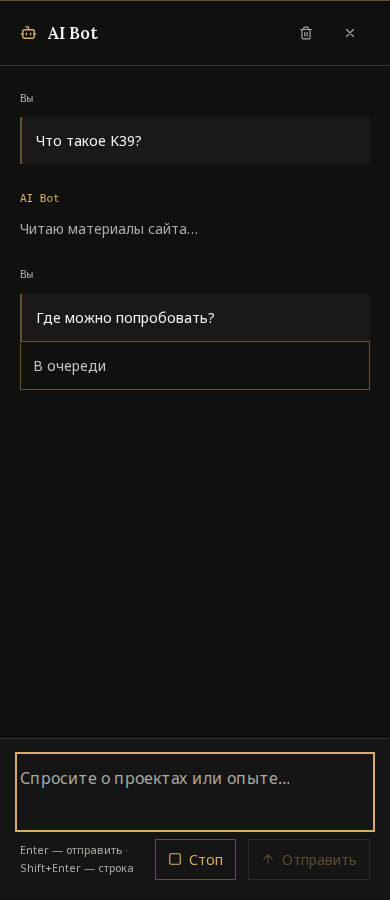 AI Bot
Вы
Что такое K39?
AI Bot
Читаю материалы сайта…
Вы
Где можно попробовать?
В очереди
Спросите о проектах или опыте…
Enter — отправить ·
Shift+Enter — строка
Стоп
Отправить